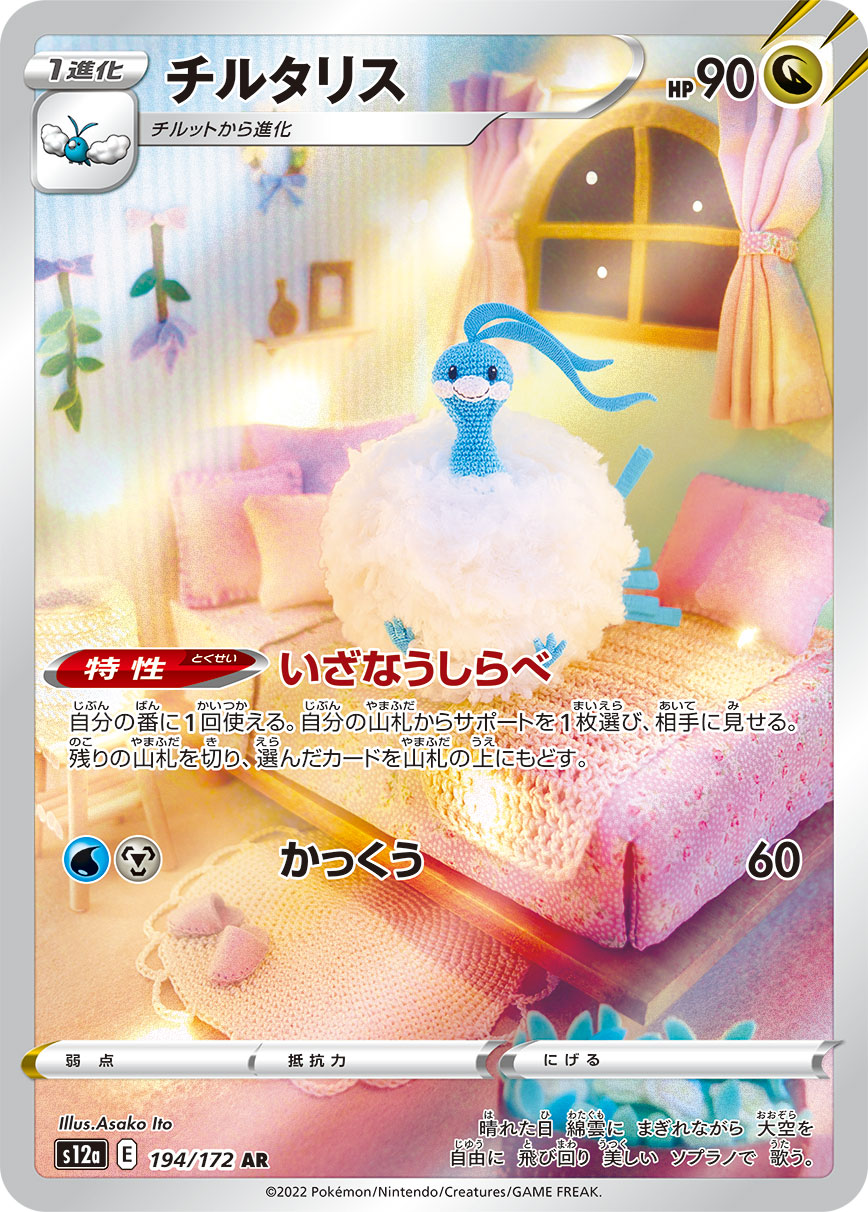 1進化
チルタリス
HP 90
チルットから進化
特性 とくせい いざなうしらべ
自分の番に1回使える。自分の山札からサポートを1枚選び、相手に見せる。
残りの山札を切り、選んだカードを山札の上にもどす。
かっくう 60
弱点 抵抗力 にげる
Illus.Asako Ito
晴れた日 綿雲に まぎれながら 大空を
自由に 飛び回り 美しい ソプラノで 歌う。
s12a E 194/172 AR
©2022 Pokémon/Nintendo/Creatures/GAME FREAK.